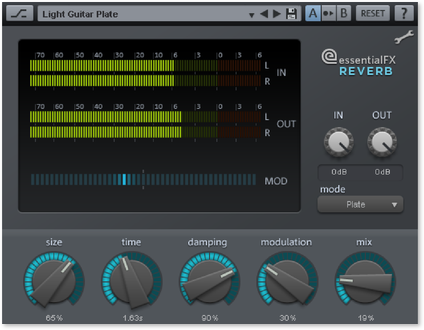 Light Guitar Plate
A B RESET ?
70 60 50 40 30 20 10 6 3 0 3 6
L
IN
R
70 60 50 40 30 20 10 6 3 0 3 6
L
OUT
R
MOD
essentialFX
REVERB
IN OUT
0dB 0dB
mode
Plate
size time damping modulation mix
65% 1.63s 90% 30% 19%